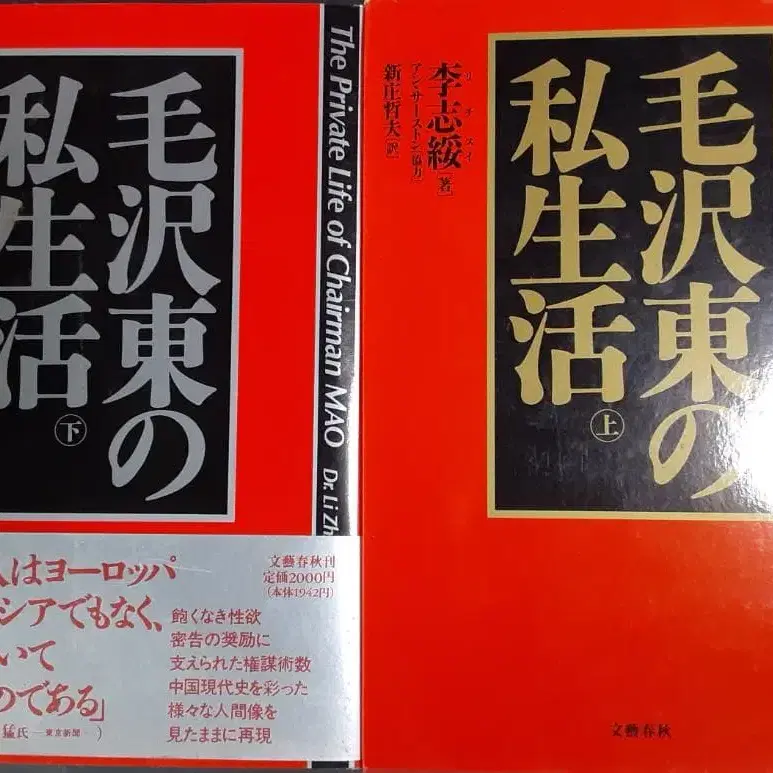 毛沢東の
私生活
下
The Private Life of Chairman MAO Dr. Li Zh
はヨーロッパ
シアでもなく、
いて
のである」
猛氏―東京新聞―)
文藝春秋刊
定価2000円
(本体1942円)
飽くなき性欲
密告の奨励に
支えられた権謀術数
中国現代史を彩った
様々な人間像を
見たままに再現
毛沢東の
私生活
上
リ チ スイ
李志綏[著]
アン・サーストン[協力]
新庄哲夫[訳]
文藝春秋